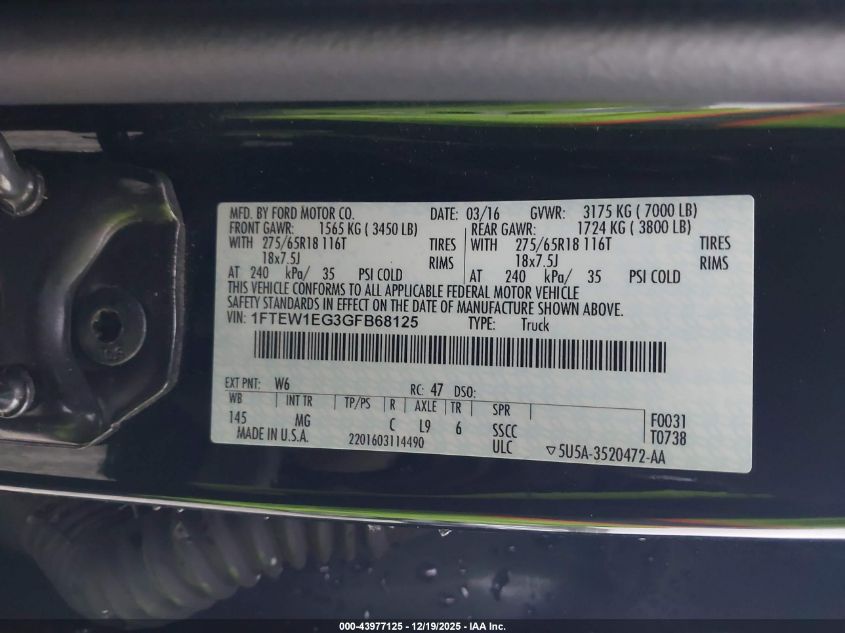 MFD. BY FORD MOTOR CO. DATE: 03/16 GVWR: 3175 KG ( 7000 LB)
FRONT GAWR: 1565 KG ( 3450 LB) REAR GAWR: 1724 KG ( 3800 LB)
WITH 275/65R18 116T TIRES WITH 275/65R18 116T TIRES
18x7.5J RIMS 18x7.5J RIMS
AT 240 kPa/ 35 PSI COLD AT 240 kPa/ 35 PSI COLD
THIS VEHICLE CONFORMS TO ALL APPLICABLE FEDERAL MOTOR VEHICLE
SAFETY STANDARDS IN EFFECT ON THE DATE OF MANUFACTURE SHOWN ABOVE.
VIN: 1FTEW1EG3GFB68125 TYPE: Truck
EXT PNT: W6 RC: 47 DSO:
WB INT TR TP/PS R AXLE TR SPR
145 MG C L9 6 SSCC F0031
MADE IN U.S.A. 2201603114490 ULC T0738
▽5U5A-3520472-AA
000-43977125 - 12/19/2025 - IAA Inc.